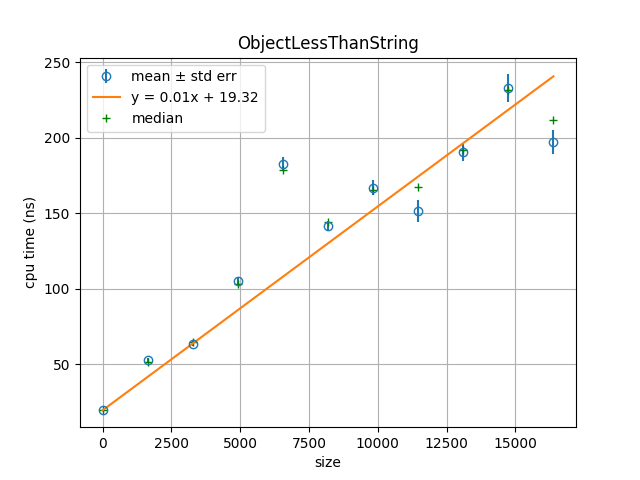 ObjectLessThanString
mean ± std err
y = 0.01x + 19.32
median
250
200
150
100
50
cpu time (ns)
0 2500 5000 7500 10000 12500 15000
size